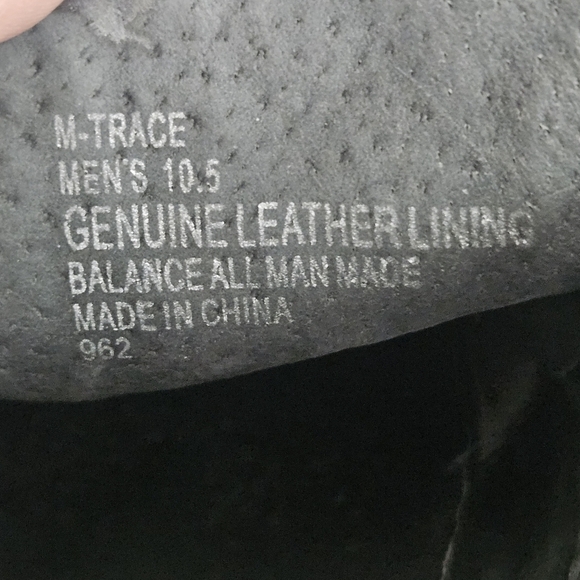 M-TRACE
MEN'S 10.5
GENUINE LEATHER LINING
BALANCE ALL MAN MADE
MADE IN CHINA
962